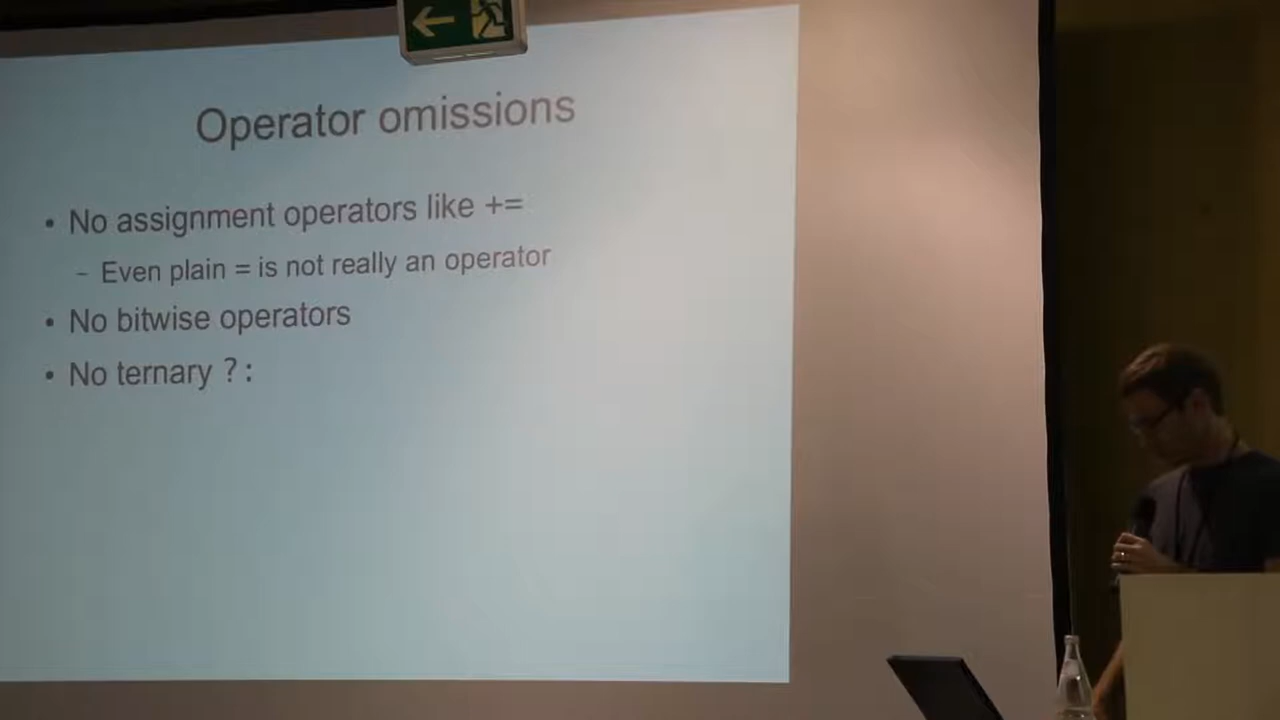 Operator omissions
• No assignment operators like +=
– Even plain = is not really an operator
• No bitwise operators
• No ternary ? :